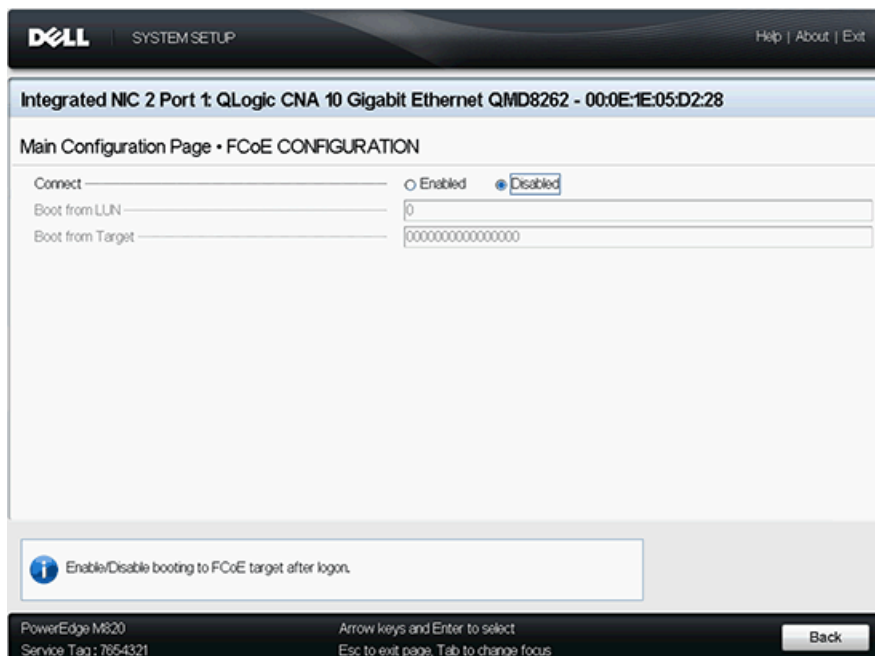 DELL SYSTEM SETUP Help | About | Exit
Integrated NIC 2 Port 1: QLogic CNA 10 Gigabit Ethernet QMD8262 - 00:0E:1E:05:D2:28
Main Configuration Page • FCoE CONFIGURATION
Connect Enabled Disabled
Boot from LUN 0
Boot from Target 0000000000000000
Enable/Disable booting to FCoE target after logon.
PowerEdge M820 Arrow keys and Enter to select
Service Tag : 7654321 Esc to exit page, Tab to change focus
Back